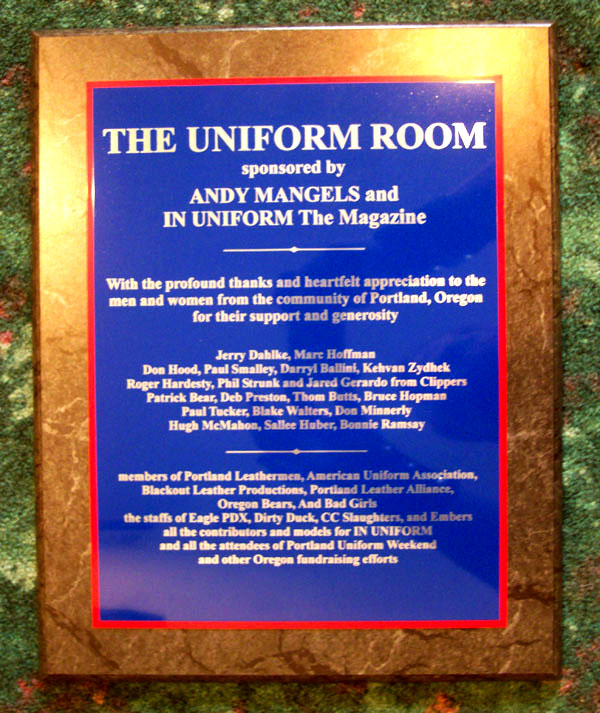 THE UNIFORM ROOM
sponsored by
ANDY MANGELS and
IN UNIFORM The Magazine
With the profound thanks and heartfelt appreciation to the
men and women from the community of Portland, Oregon
for their support and generosity
Jerry Dahlke, Marc Hoffman
Don Hood, Paul Smalley, Darryl Ballini, Kehvan Zydhek
Roger Hardesty, Phil Strunk and Jared Gerardo from Clippers
Patrick Bear, Deb Preston, Thom Butts, Bruce Hopman
Paul Tucker, Blake Walters, Don Minnerly
Hugh McMahon, Sallee Huber, Bonnie Ramsay
members of Portland Leathermen, American Uniform Association,
Blackout Leather Productions, Portland Leather Alliance,
Oregon Bears, And Bad Girls
the staffs of Eagle PDX, Dirty Duck, CC Slaughters, and Embers
all the contributors and models for IN UNIFORM
and all the attendees of Portland Uniform Weekend
and other Oregon fundraising efforts